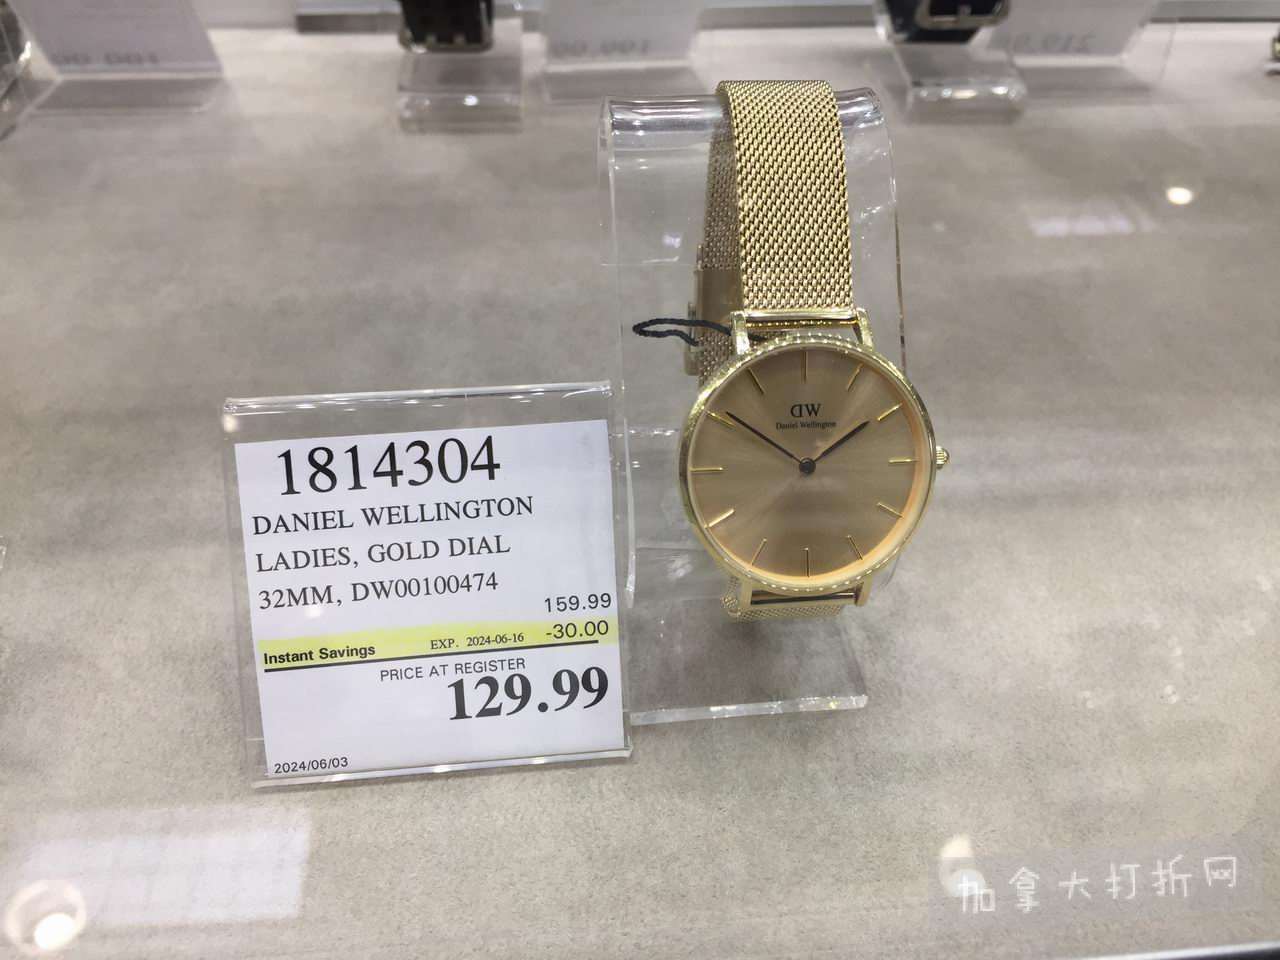 DW
Daniel Wellington
1814304
DANIEL WELLINGTON
LADIES, GOLD DIAL
32MM, DW00100474
159.99
Instant Savings EXP. 2024-06-16 -30.00
PRICE AT REGISTER
129.99
2024/06/03
加拿大打折网